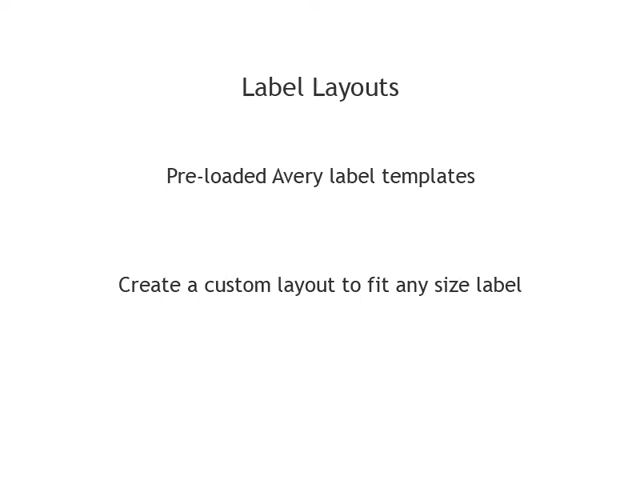 Label Layouts
Pre-loaded Avery label templates
Create a custom layout to fit any size label